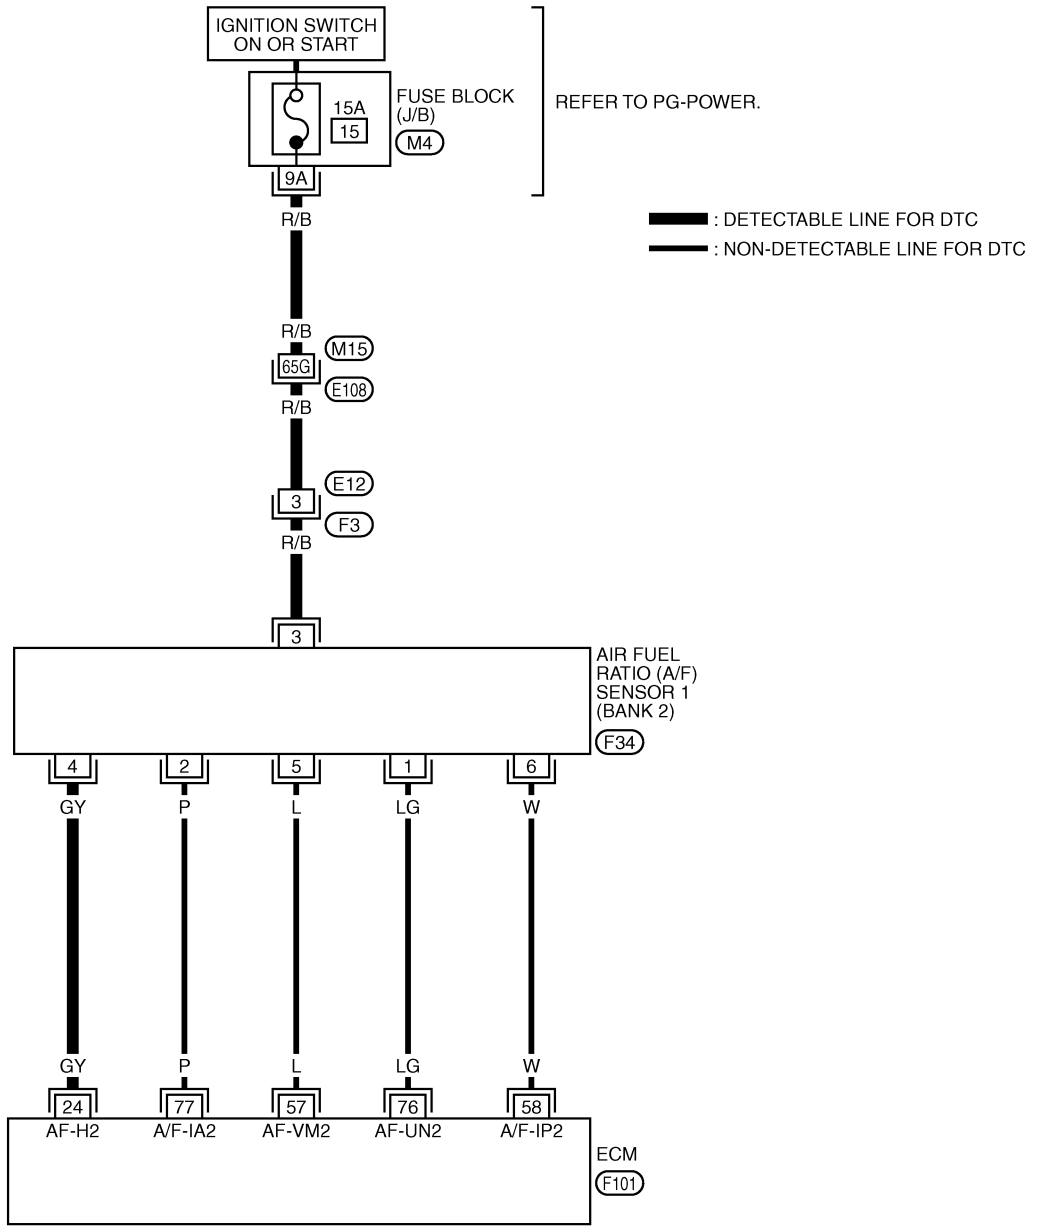 IGNITION SWITCH
ON OR START
FUSE BLOCK
(J/B)
M4
15A
15
REFER TO PG-POWER.
9A
R/B
: DETECTABLE LINE FOR DTC
: NON-DETECTABLE LINE FOR DTC
R/B
M15
65G
E108
R/B
E12
3
F3
R/B
3
AIR FUEL
RATIO (A/F)
SENSOR 1
(BANK 2)
F34
4 2 5 1 6
GY P L LG W
GY P L LG W
24 77 57 76 58
AF-H2 A/F-IA2 AF-VM2 AF-UN2 A/F-IP2
ECM
F101